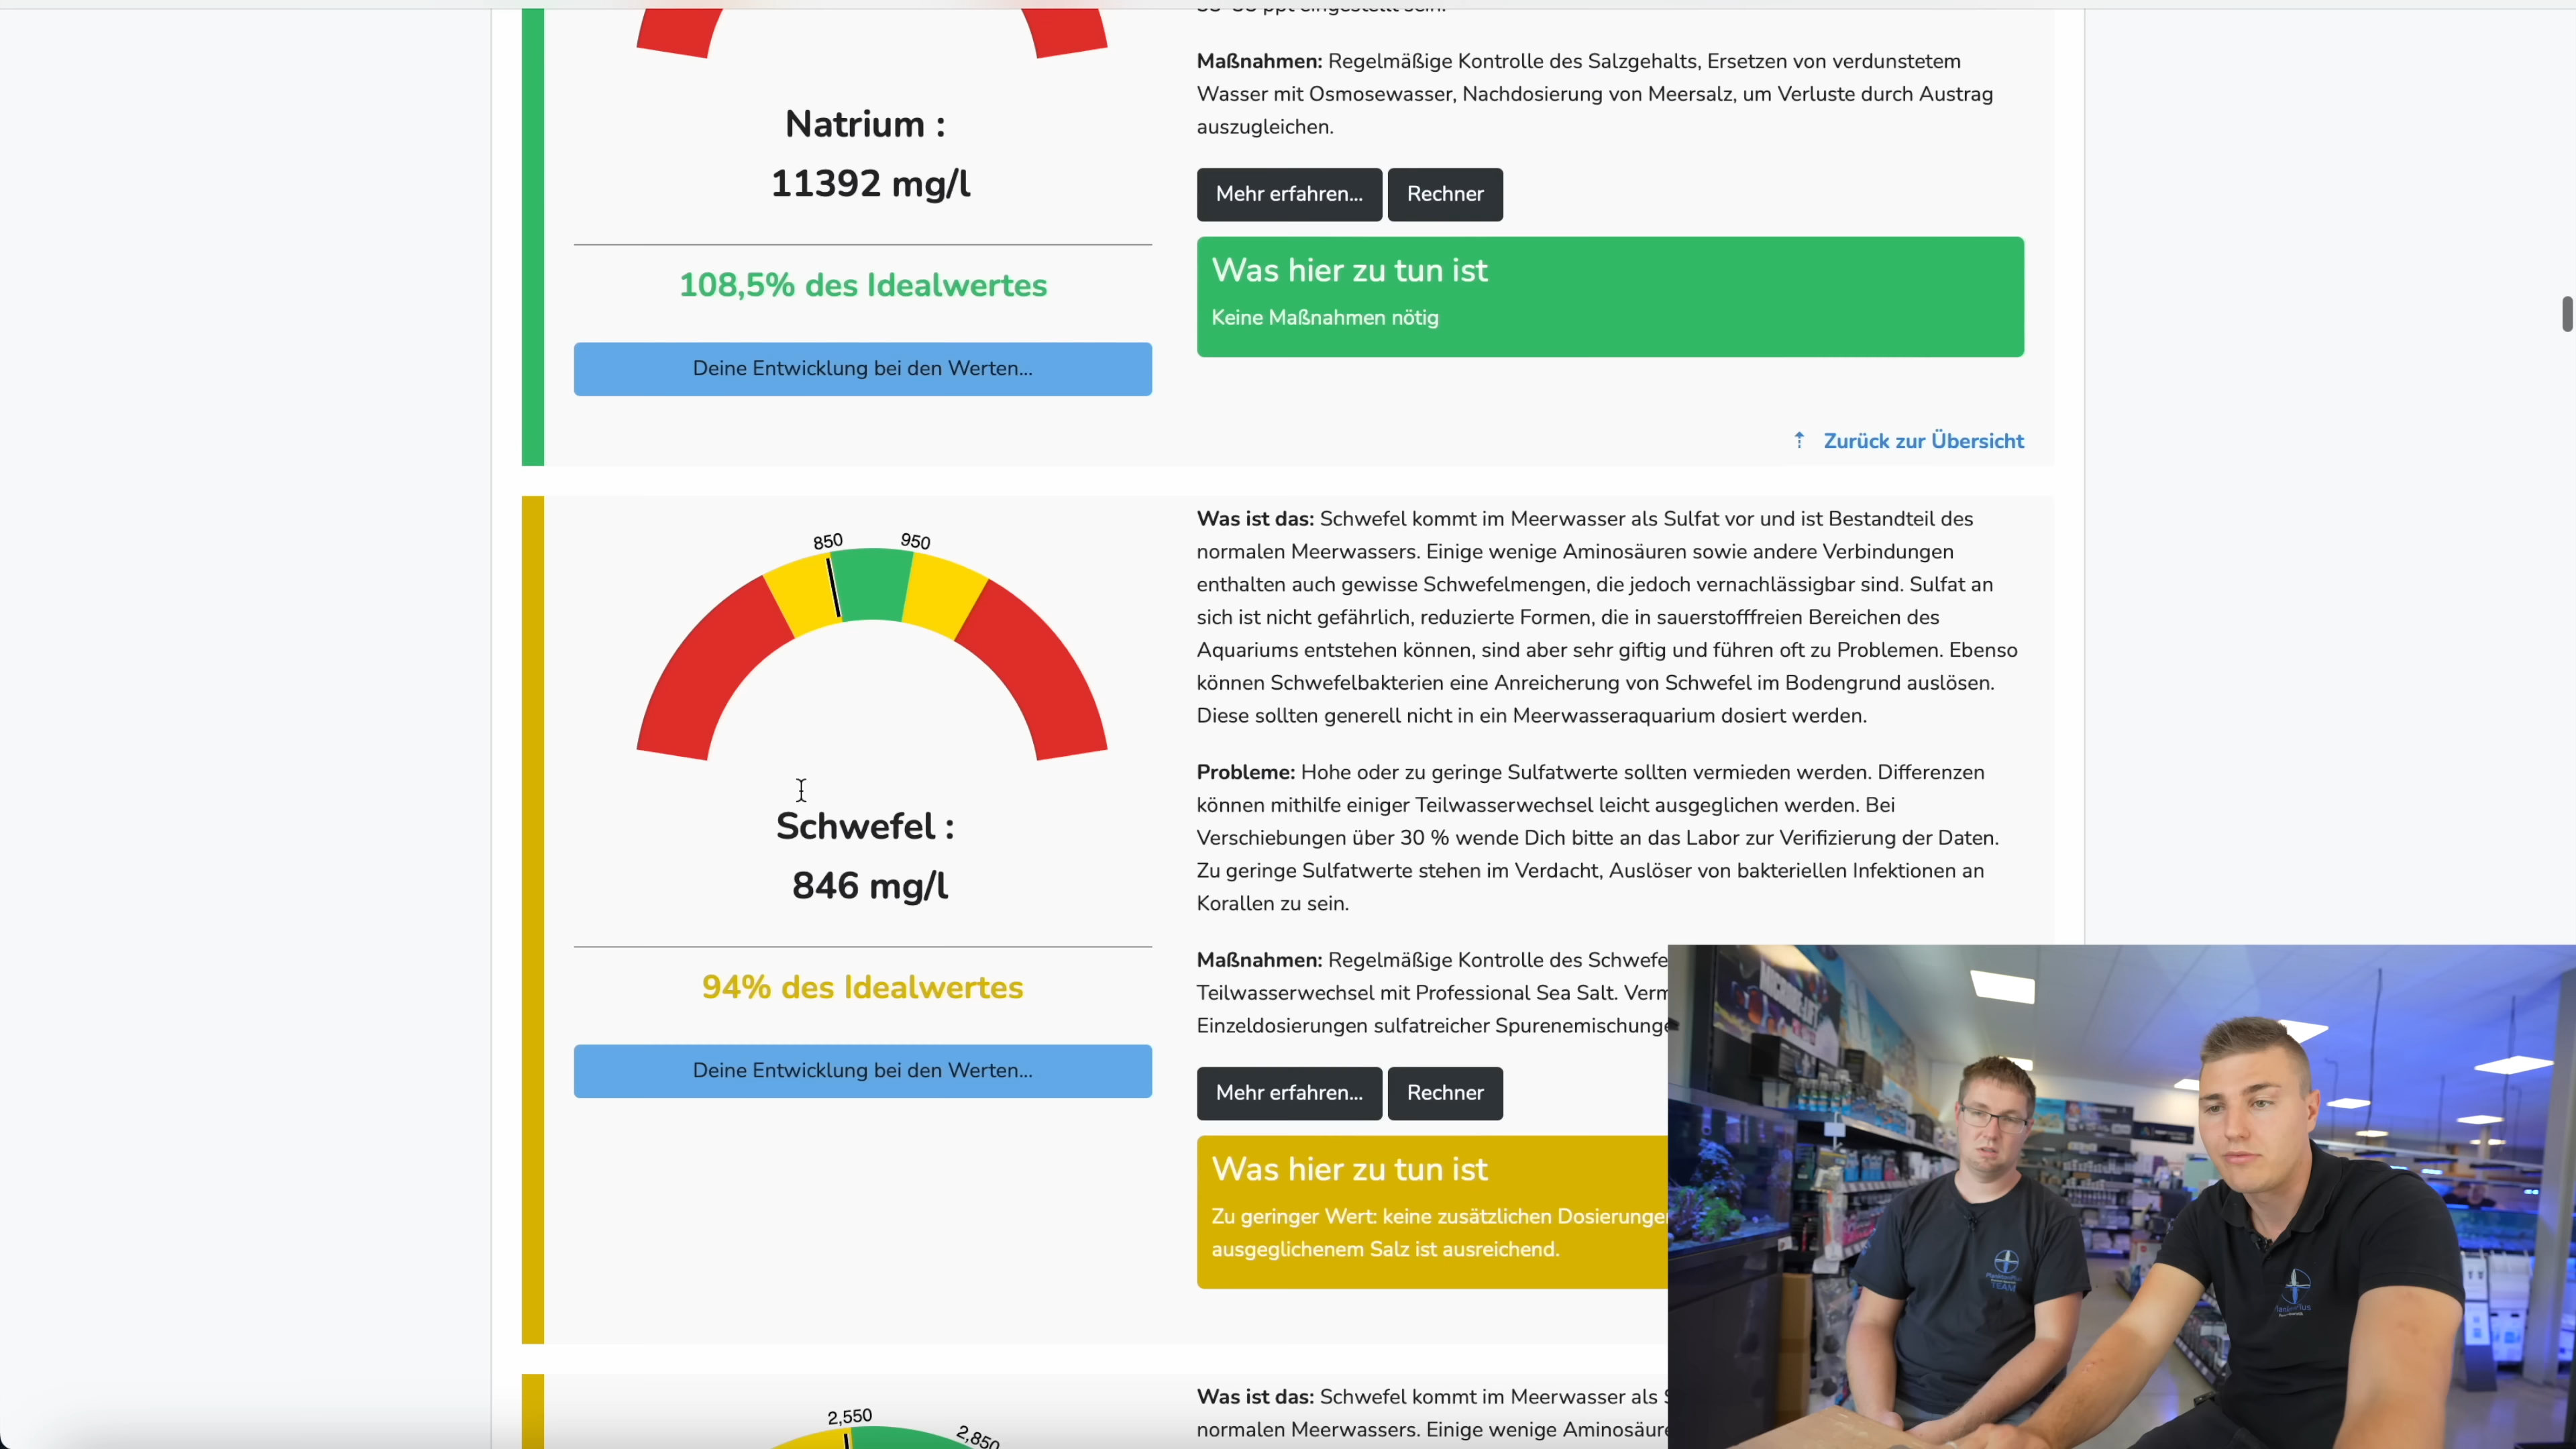 Maßnahmen: Regelmäßige Kontrolle des Salzgehalts, Ersetzen von verdunstetem
Wasser mit Osmosewasser, Nachdosierung von Meersalz, um Verluste durch Austrag
auszugleichen.
Natrium :
11392 mg/l
Mehr erfahren... Rechner
108,5% des Idealwertes
Was hier zu tun ist
Keine Maßnahmen nötig
Deine Entwicklung bei den Werten...
Zurück zur Übersicht
850 950
Was ist das: Schwefel kommt im Meerwasser als Sulfat vor und ist Bestandteil des
normalen Meerwassers. Einige wenige Aminosäuren sowie andere Verbindungen
enthalten auch gewisse Schwefelmengen, die jedoch vernachlässigbar sind. Sulfat an
sich ist nicht gefährlich, reduzierte Formen, die in sauerstofffreien Bereichen des
Aquariums entstehen können, sind aber sehr giftig und führen oft zu Problemen. Ebenso
können Schwefelbakterien eine Anreicherung von Schwefel im Bodengrund auslösen.
Diese sollten generell nicht in ein Meerwasseraquarium dosiert werden.
Probleme: Hohe oder zu geringe Sulfatwerte sollten vermieden werden. Differenzen
können mithilfe einiger Teilwasserwechsel leicht ausgeglichen werden. Bei
Verschiebungen über 30 % wende Dich bitte an das Labor zur Verifizierung der Daten.
Zu geringe Sulfatwerte stehen im Verdacht, Auslöser von bakteriellen Infektionen an
Korallen zu sein.
Schwefel :
846 mg/l
94% des Idealwertes
Deine Entwicklung bei den Werten...
Maßnahmen: Regelmäßige Kontrolle des Schwefe
Teilwasserwechsel mit Professional Sea Salt. Verm
Einzeldosierungen sulfatreicher Spurenemischunge
Mehr erfahren... Rechner
Was hier zu tun ist
Zu geringer Wert: keine zusätzlichen Dosierunge
ausgeglichenem Salz ist ausreichend.
2,550
2,850
Was ist das: Schwefel kommt im Meerwasser als
normalen Meerwassers. Einige wenige Aminosäure
TEAM